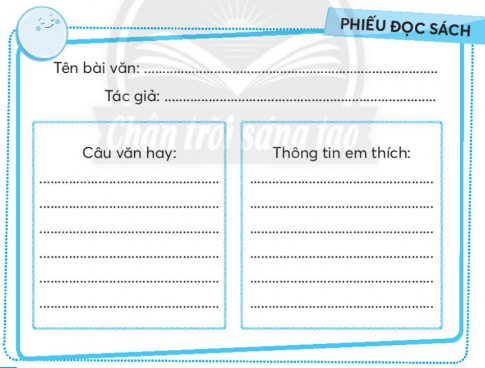 PHIẾU ĐỌC SÁCH
Tên bài văn: ..........................................................................
Tác giả: ....................................................................
Chân trời sáng tạo
Câu văn hay: Thông tin em thích:
............................................. ..............................................
............................................. ..............................................
............................................. ..............................................
............................................. ..............................................
............................................. ..............................................
............................................. ..............................................